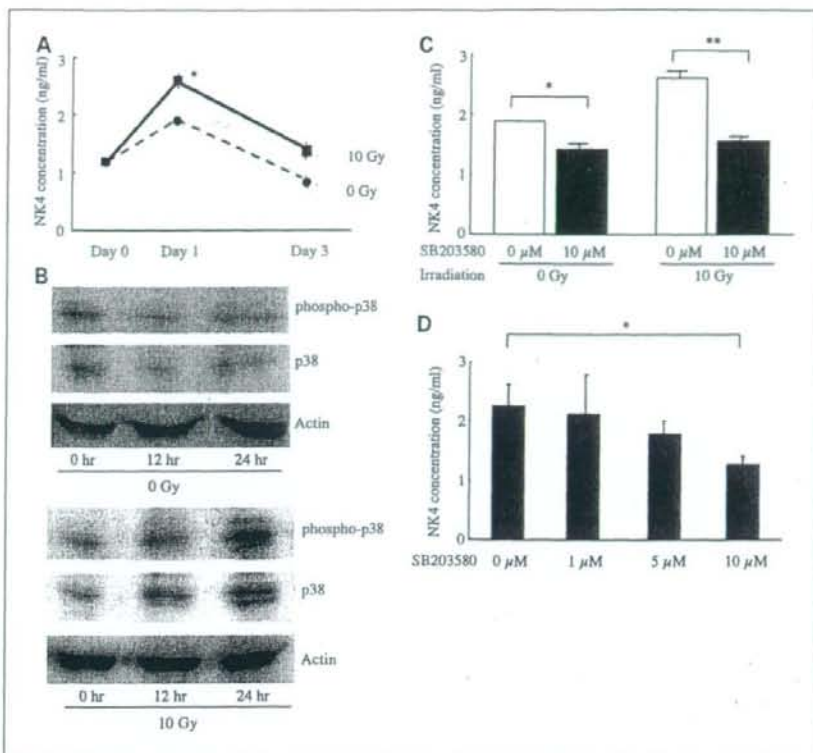 A
NK4 concentration (ng/ml)
3
2
1
0
*
10 Gy
0 Gy
Day 0 Day 1 Day 3
B
phospho-p38
p38
Actin
0 hr 12 hr 24 hr
0 Gy
phospho-p38
p38
Actin
0 hr 12 hr 24 hr
10 Gy
C
NK4 concentration (ng/ml)
3
2
1
0
*
**
SB203580 0 µM 10 µM 0 µM 10 µM
Irradiation 0 Gy 10 Gy
D
NK4 concentration (ng/ml)
3
2
1
0
*
SB203580 0 µM 1 µM 5 µM 10 µM